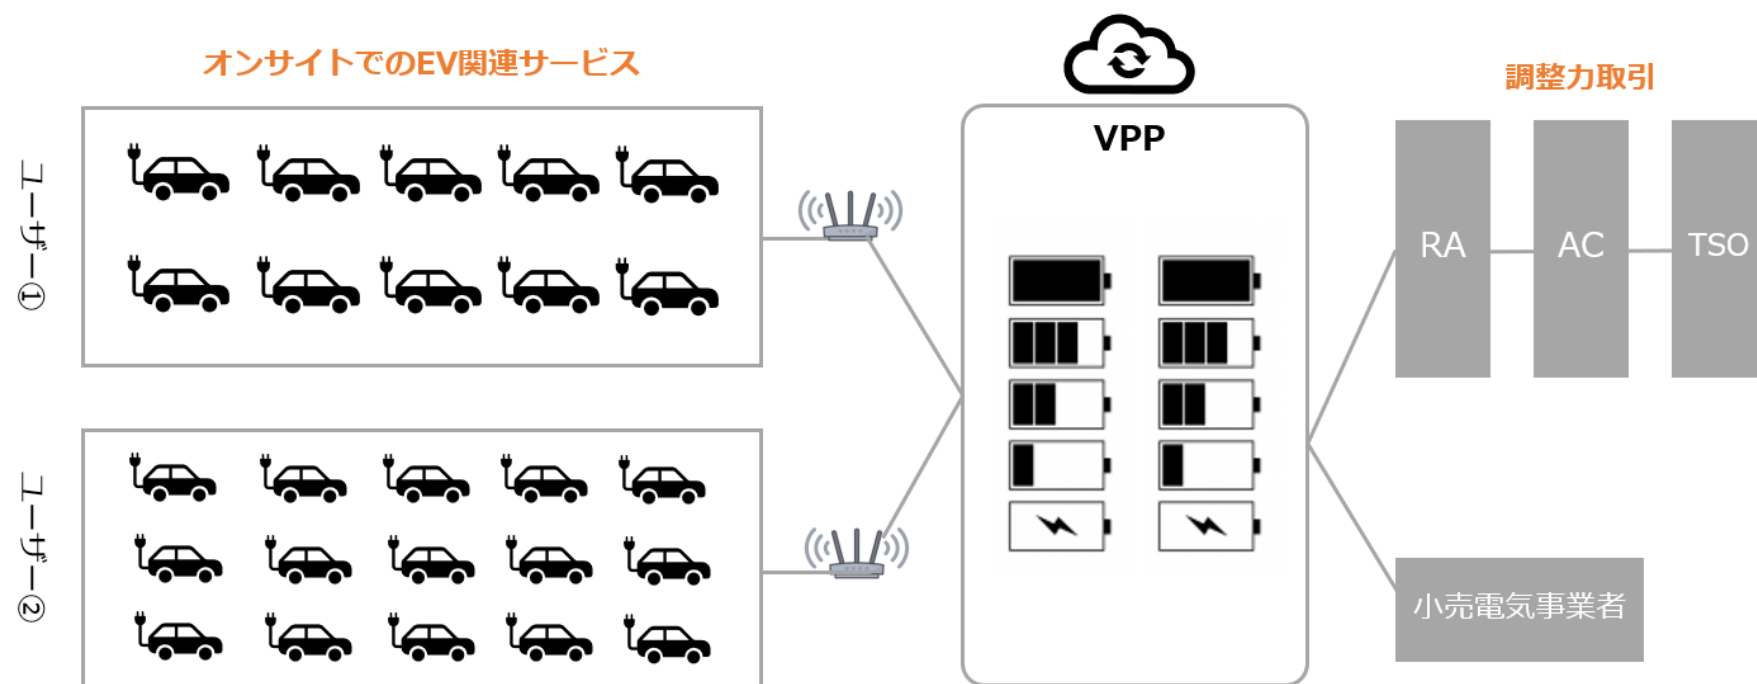 オンサイトでのEV関連サービス
調整力取引
VPP
ユーザー①
RA
AC
TSO
ユーザー②
小売電気事業者